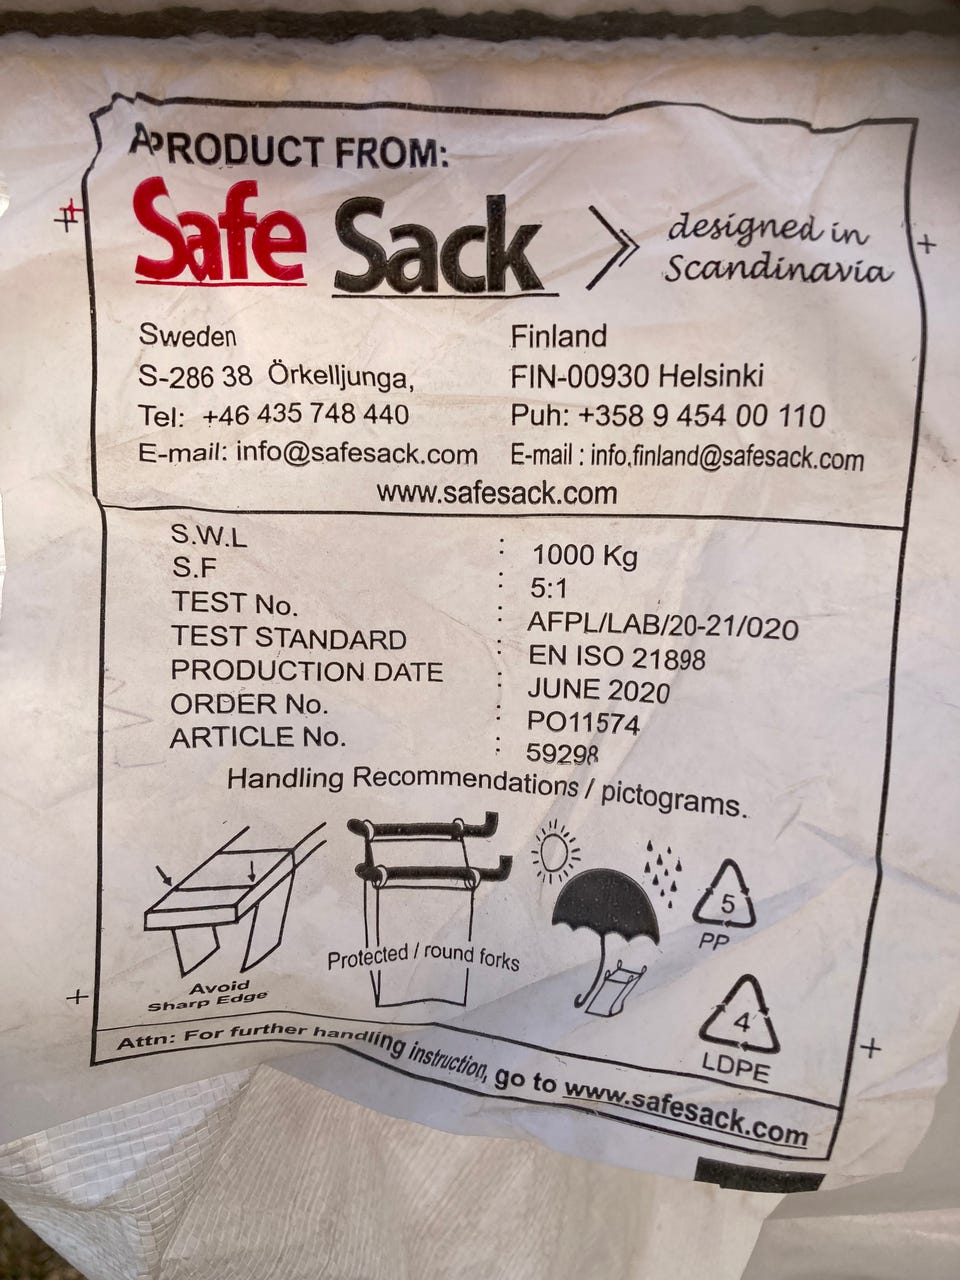 A PRODUCT FROM:
Safe Sack designed in Scandinavia
Sweden
S-286 38 Örkelljunga,
Tel: +46 435 748 440
E-mail: info@safesack.com
Finland
FIN-00930 Helsinki
Puh: +358 9 454 00 110
E-mail : info.finland@safesack.com
www.safesack.com
S.W.L : 1000 Kg
S.F : 5:1
TEST No. : AFPL/LAB/20-21/020
TEST STANDARD : EN ISO 21898
PRODUCTION DATE : JUNE 2020
ORDER No. : PO11574
ARTICLE No. : 59298
Handling Recommendations / pictograms.
Avoid
Sharp Edge
Protected / round forks
5
PP
4
LDPE
Attn: For further handling instruction, go to www.safesack.com